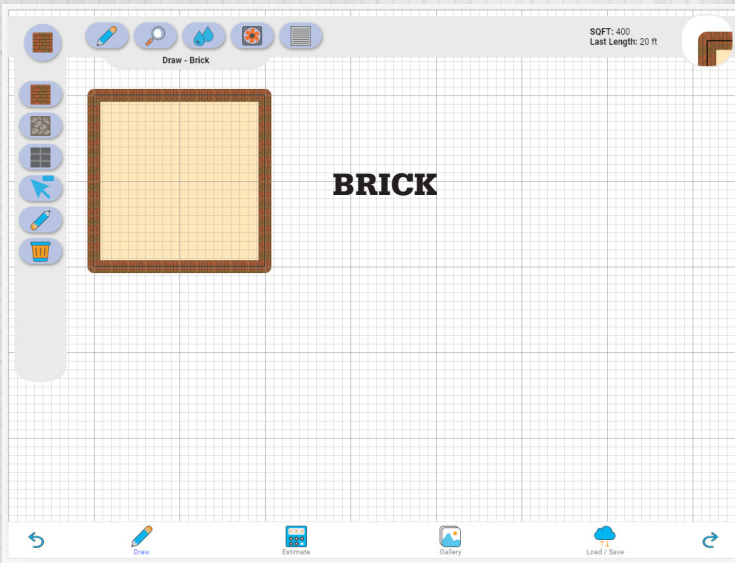 SQFT: 400
Last Length: 20 ft
Draw - Brick
BRICK
Draw
Estimate
Gallery
Load / Save